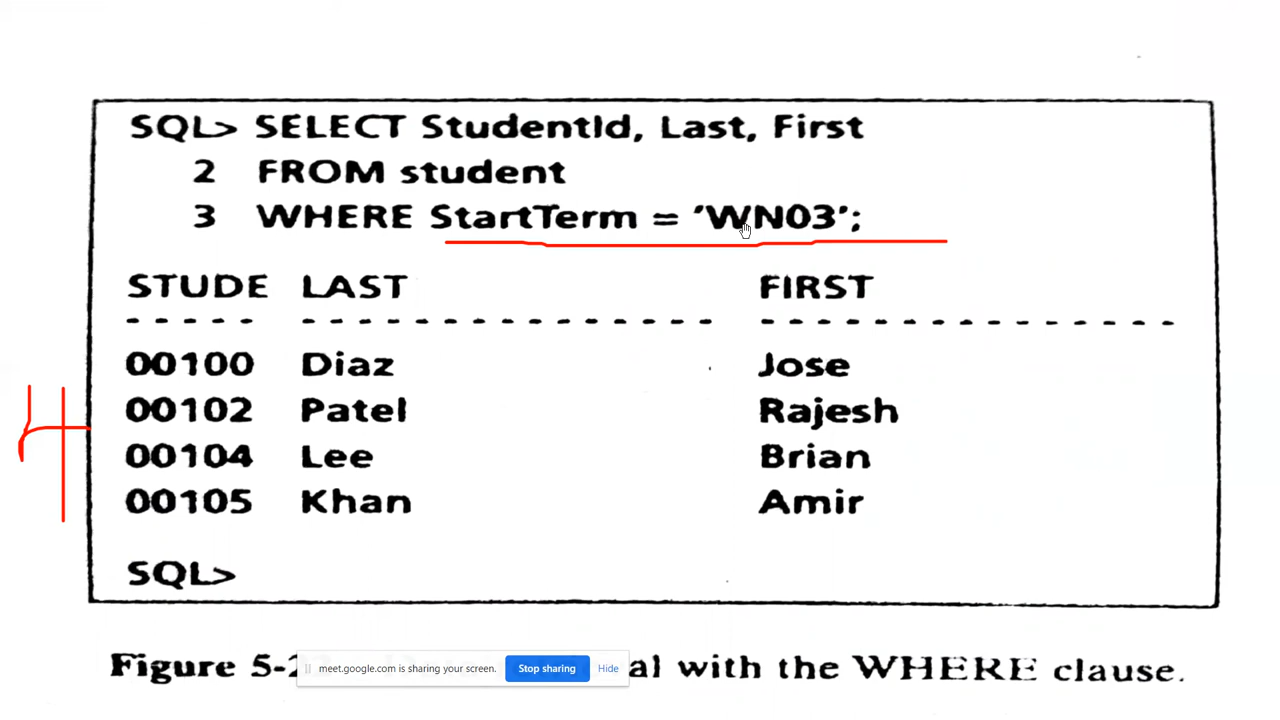 SQL> SELECT StudentId, Last, First
2 FROM student
3 WHERE StartTerm = 'WN03';
STUDE LAST FIRST
----- --------------- ---------------
00100 Diaz Jose
00102 Patel Rajesh
00104 Lee Brian
00105 Khan Amir
4
SQL>
Figure 5-2 al with the WHERE clause.
meet.google.com is sharing your screen. Stop sharing Hide